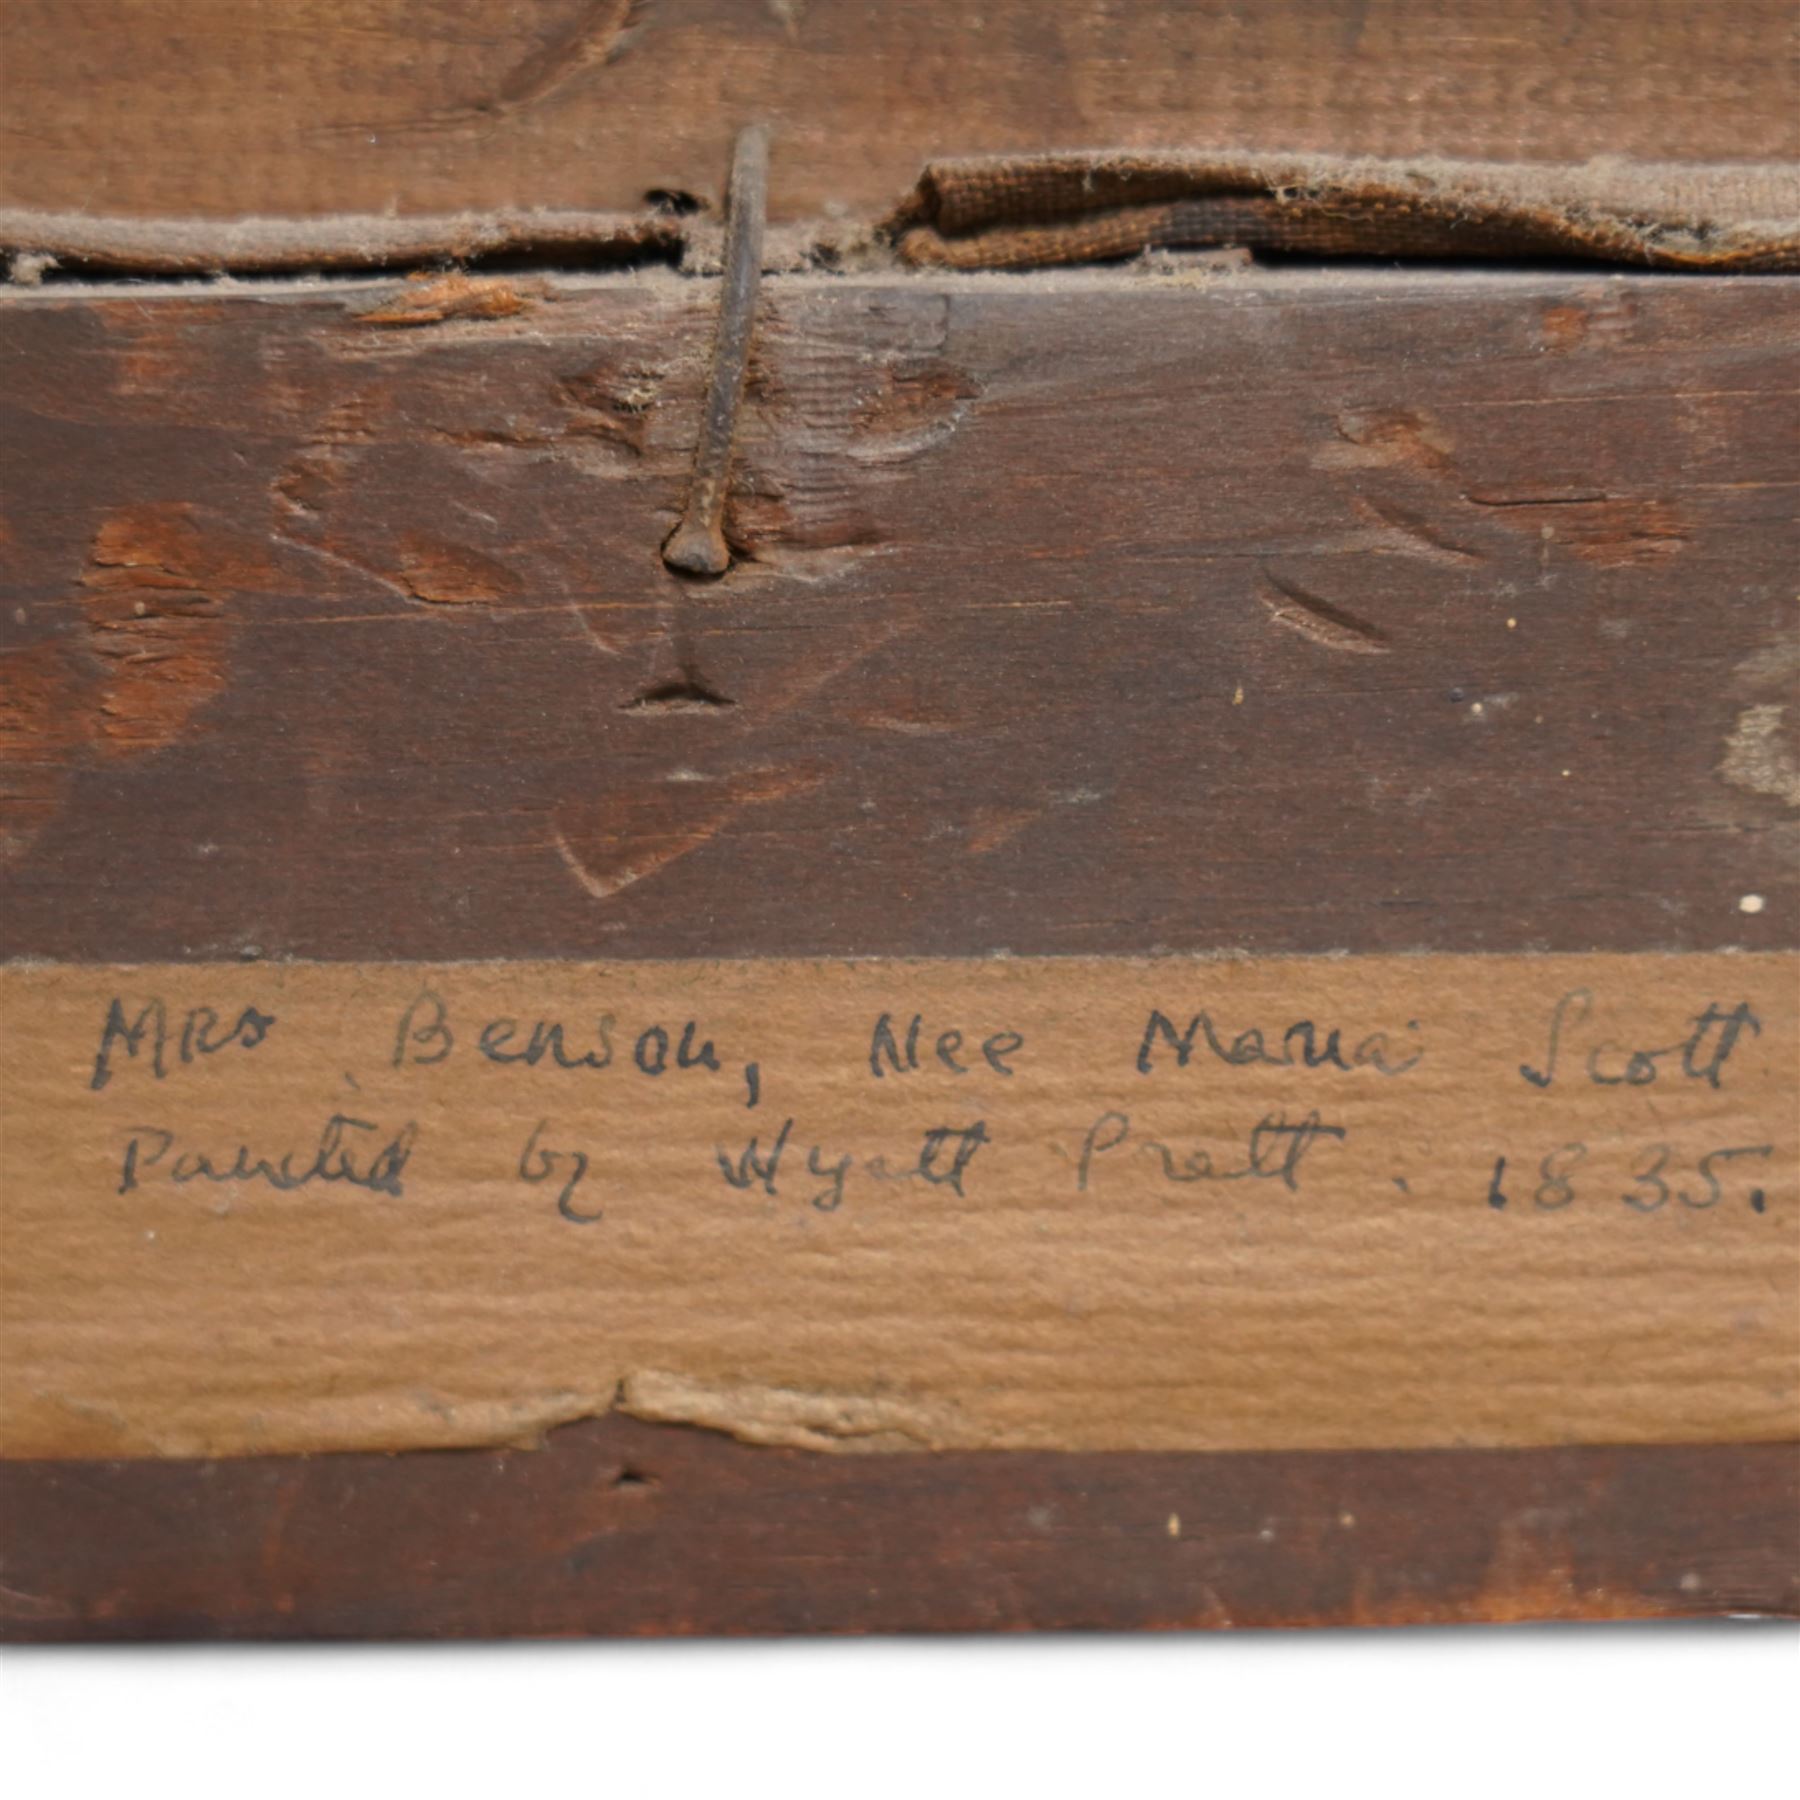 Mrs Benson, Nee Maria Scott
Painted by Hyatt Pratt. 1835.